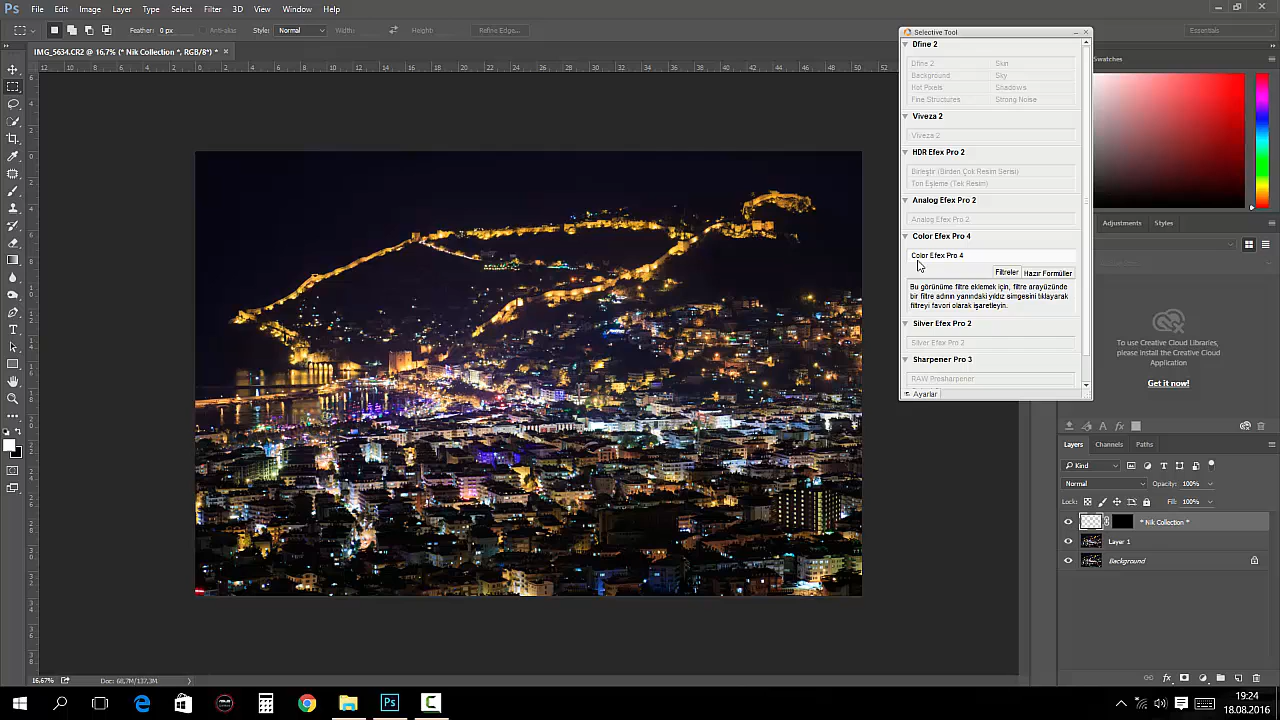 Ps File Edit Image Layer Type Select Filter 3D View Window Help
Feather: 0 px Anti-alias Style: Normal Width: Height: Refine Edge... Essentials
IMG_5634.CR2 @ 16.7% (* Nik Collection *, RGB/8*) * ×
Selective Tool
Dfine 2
Dfine 2 Skin
Background Sky
Hot Pixels Shadows
Fine Structures Strong Noise
Viveza 2
Viveza 2
HDR Efex Pro 2
Birleştir (Birden Çok Resim Serisi)
Ton Eşleme (Tek Resim)
Analog Efex Pro 2
Analog Efex Pro 2
Color Efex Pro 4
Color Efex Pro 4
Filtreler Hazır Formüller
Bu görünüme filtre eklemek için, filtre arayüzünde
bir filtre adının yanındaki yıldız simgesini tıklayarak
filtreyi favori olarak işaretleyin.
Silver Efex Pro 2
Silver Efex Pro 2
Sharpener Pro 3
RAW Presharpener
Ayarlar
Swatches
Adjustments Styles
To use Creative Cloud Libraries,
please install the Creative Cloud
Application
Get it now!
Layers Channels Paths
Kind
Normal Opacity: 100%
Lock: Fill: 100%
* Nik Collection *
Layer 1
Background
16.67% Doc: 68,7M/137,3M
19:24
18.08.2016